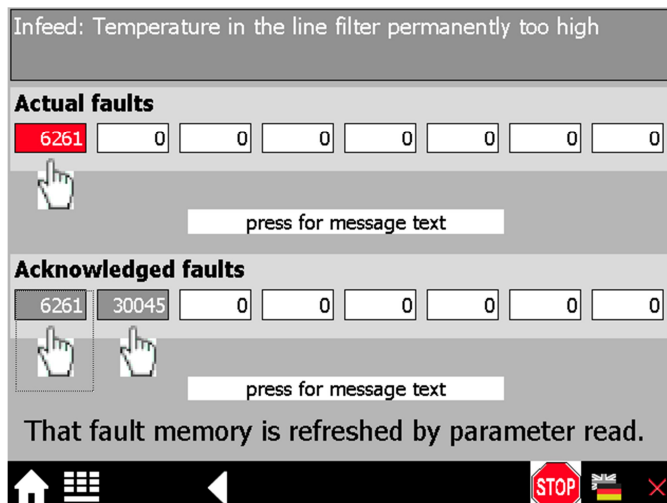 Infeed: Temperature in the line filter permanently too high
Actual faults
6261 0 0 0 0 0 0 0
press for message text
Acknowledged faults
6261 30045 0 0 0 0 0 0
press for message text
That fault memory is refreshed by parameter read.
STOP